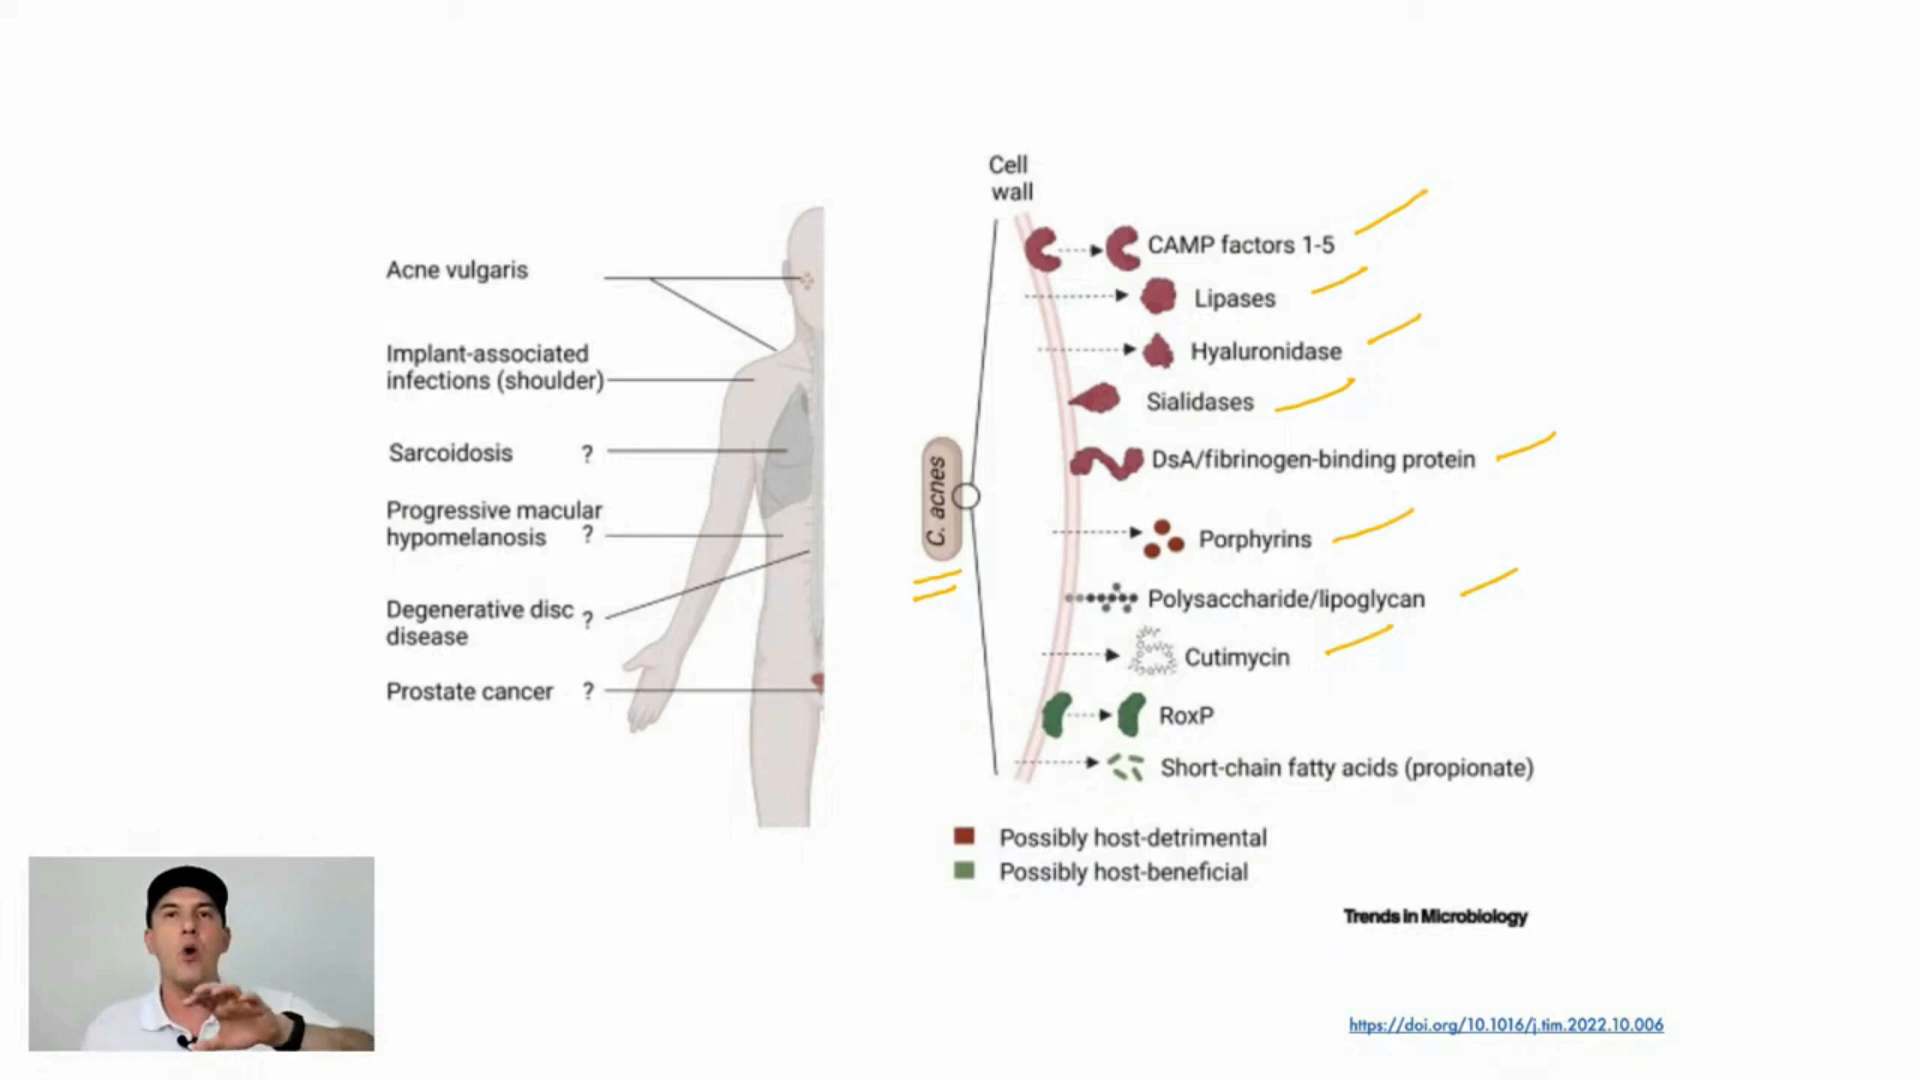 Acne vulgaris
Implant-associated
infections (shoulder)
Sarcoidosis ?
Progressive macular
hypomelanosis ?
Degenerative disc ?
disease
Prostate cancer ?
Cell
wall
C. acnes
CAMP factors 1-5
Lipases
Hyaluronidase
Sialidases
DsA/fibrinogen-binding protein
Porphyrins
Polysaccharide/lipoglycan
Cutimycin
RoxP
Short-chain fatty acids (propionate)
Possibly host-detrimental
Possibly host-beneficial
Trends in Microbiology
https://doi.org/10.1016/j.tim.2022.10.006